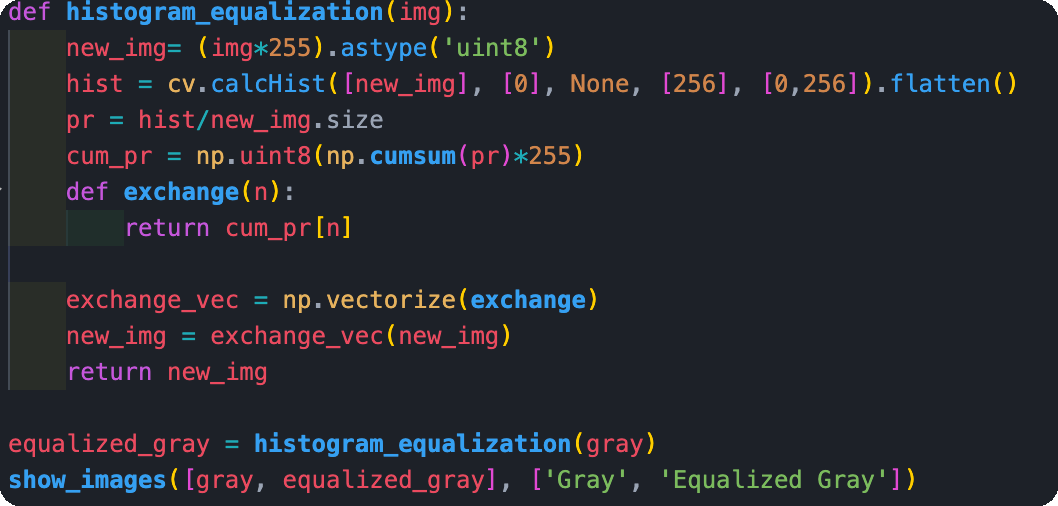 def histogram_equalization(img):
    new_img= (img*255).astype('uint8')
    hist = cv.calcHist([new_img], [0], None, [256], [0,256]).flatten()
    pr = hist/new_img.size
    cum_pr = np.uint8(np.cumsum(pr)*255)
    def exchange(n):
        return cum_pr[n]

    exchange_vec = np.vectorize(exchange)
    new_img = exchange_vec(new_img)
    return new_img

equalized_gray = histogram_equalization(gray)
show_images([gray, equalized_gray], ['Gray', 'Equalized Gray'])